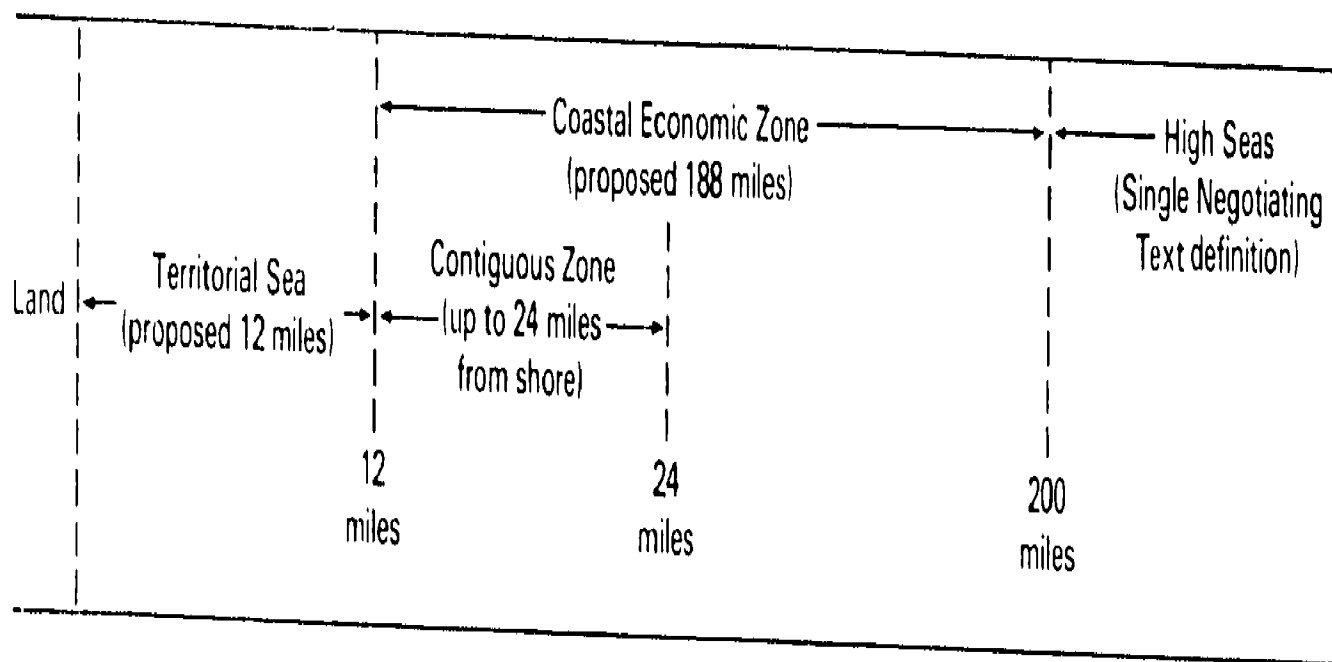 Coastal Economic Zone
(proposed 188 miles)
High Seas
(Single Negotiating
Text definition)
Land
Territorial Sea
(proposed 12 miles)
Contiguous Zone
(up to 24 miles
from shore)
12
miles
24
miles
200
miles